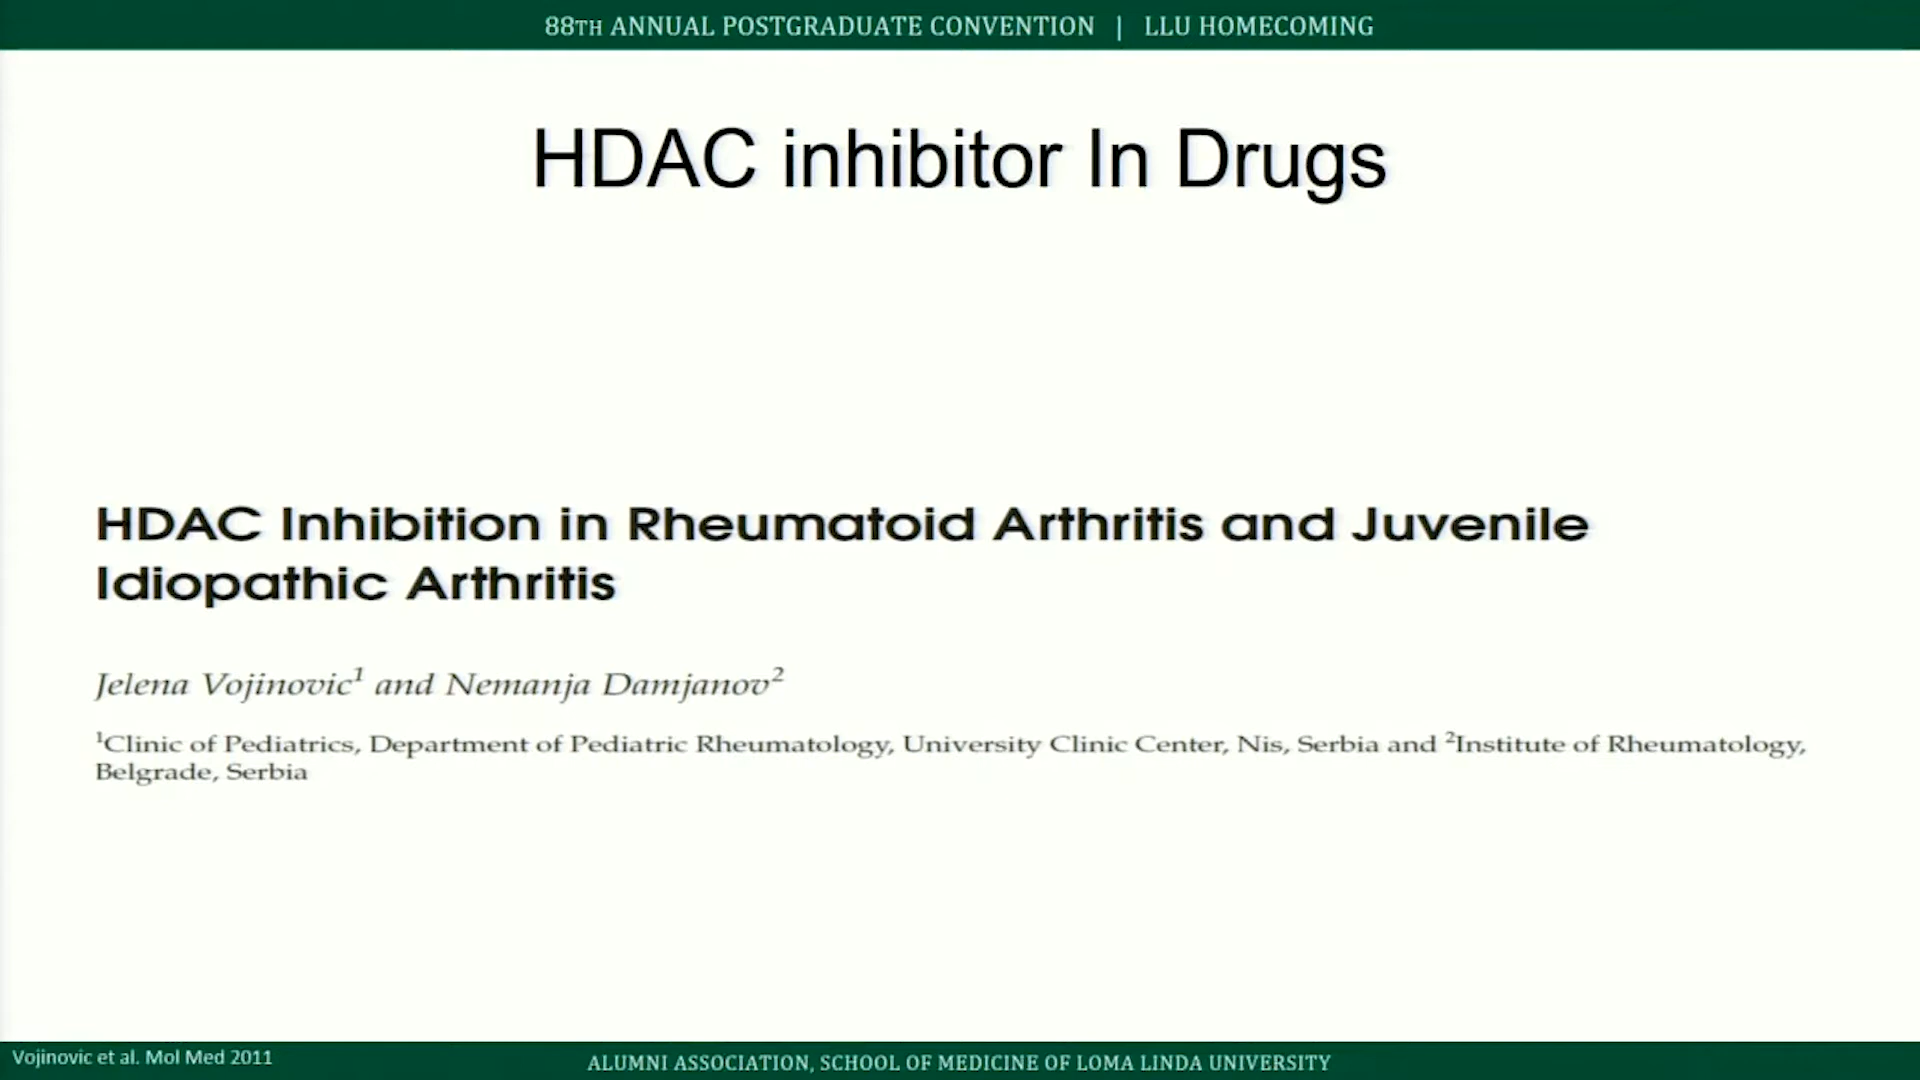 88TH ANNUAL POSTGRADUATE CONVENTION | LLU HOMECOMING
HDAC inhibitor In Drugs
HDAC Inhibition in Rheumatoid Arthritis and Juvenile
Idiopathic Arthritis
Jelena Vojinovic¹ and Nemanja Damjanov²
¹Clinic of Pediatrics, Department of Pediatric Rheumatology, University Clinic Center, Nis, Serbia and ²Institute of Rheumatology,
Belgrade, Serbia
Vojinovic et al. Mol Med 2011
ALUMNI ASSOCIATION, SCHOOL OF MEDICINE OF LOMA LINDA UNIVERSITY